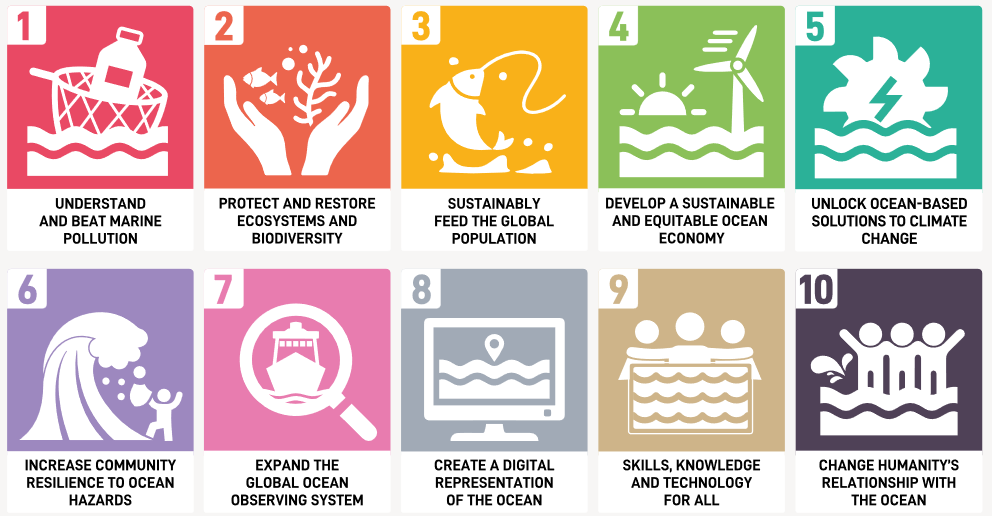 1
UNDERSTAND
AND BEAT MARINE
POLLUTION
2
PROTECT AND RESTORE
ECOSYSTEMS AND
BIODIVERSITY
3
SUSTAINABLY
FEED THE GLOBAL
POPULATION
4
DEVELOP A SUSTAINABLE
AND EQUITABLE OCEAN
ECONOMY
5
UNLOCK OCEAN-BASED
SOLUTIONS TO CLIMATE
CHANGE
6
INCREASE COMMUNITY
RESILIENCE TO OCEAN
HAZARDS
7
EXPAND THE
GLOBAL OCEAN
OBSERVING SYSTEM
8
CREATE A DIGITAL
REPRESENTATION
OF THE OCEAN
9
SKILLS, KNOWLEDGE
AND TECHNOLOGY
FOR ALL
10
CHANGE HUMANITY'S
RELATIONSHIP WITH
THE OCEAN